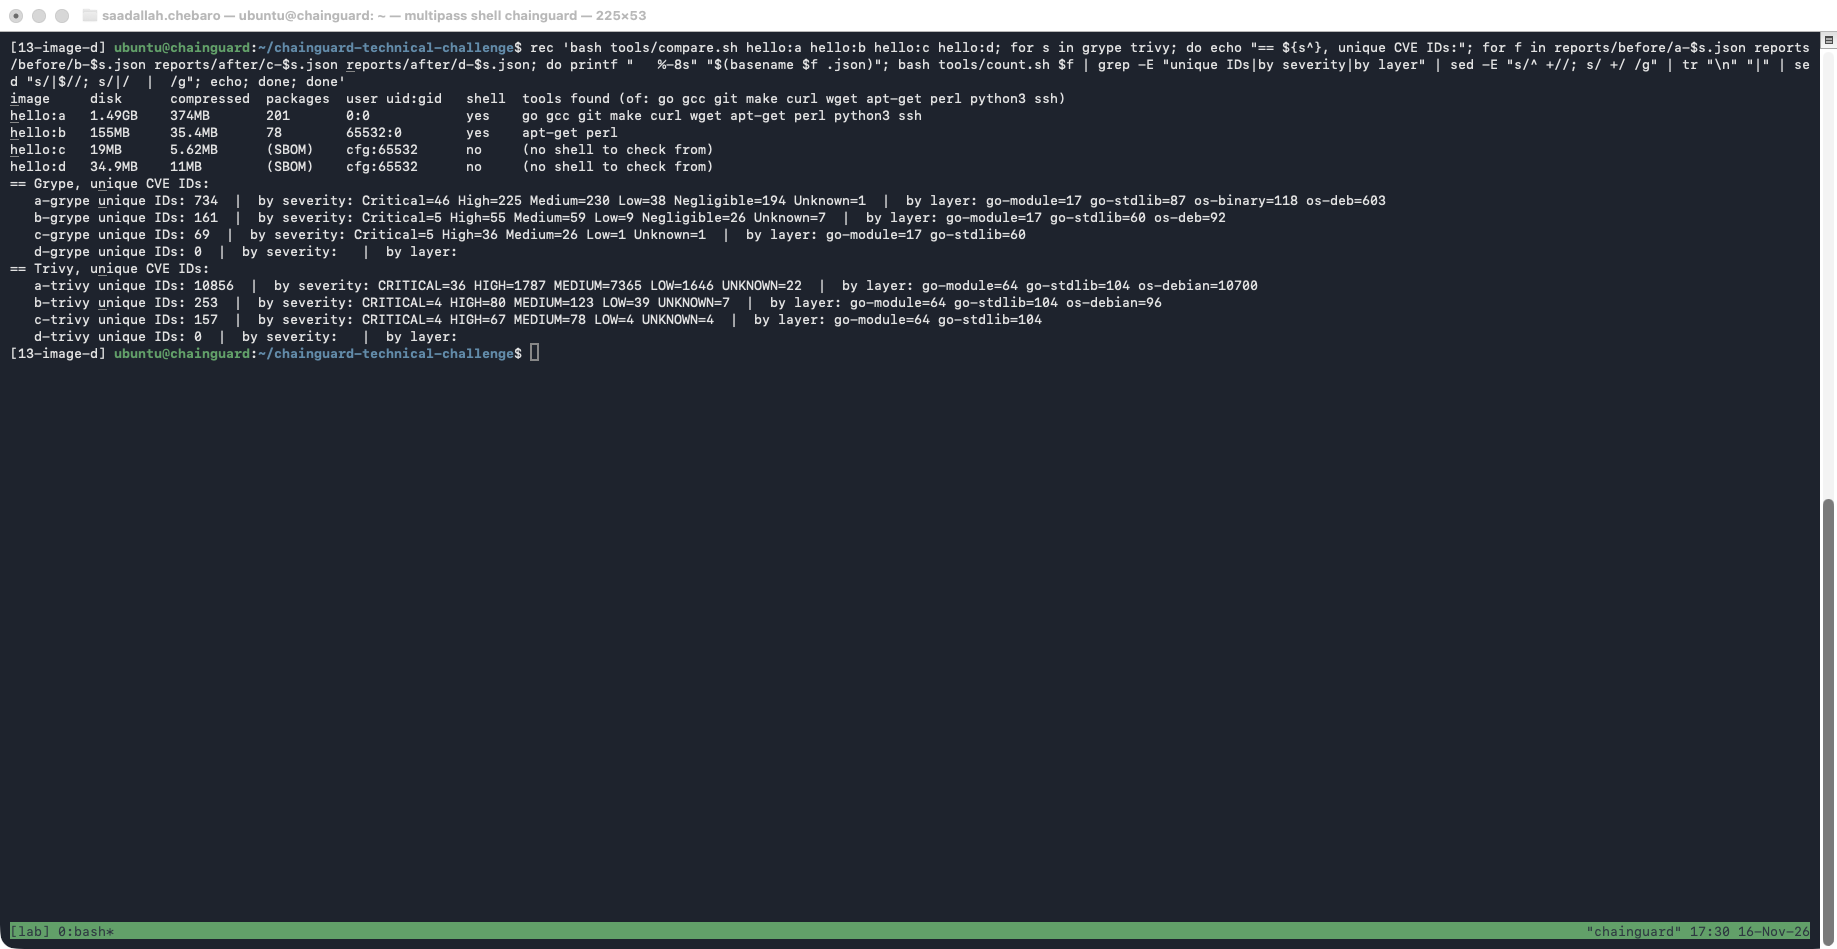 saadallah.chebaro — ubuntu@chainguard: ~ — multipass shell chainguard — 225×53
[13-image-d] ubuntu@chainguard:~/chainguard-technical-challenge$ rec 'bash tools/compare.sh hello:a hello:b hello:c hello:d; for s in grype trivy; do echo "== ${s^}, unique CVE IDs:"; for f in reports/before/a-$s.json reports
/before/b-$s.json reports/after/c-$s.json reports/after/d-$s.json; do printf "   %-8s" "$(basename $f .json)"; bash tools/count.sh $f | grep -E "unique IDs|by severity|by layer" | sed -E "s/^ +//; s/ +/ /g" | tr "\n" "|" | se
d "s/|$//; s/|/  |  /g"; echo; done; done'
image     disk      compressed  packages  user uid:gid   shell  tools found (of: go gcc git make curl wget apt-get perl python3 ssh)
hello:a   1.49GB    374MB       201       0:0            yes    go gcc git make curl wget apt-get perl python3 ssh
hello:b   155MB     35.4MB      78        65532:0        yes    apt-get perl
hello:c   19MB      5.62MB      (SBOM)    cfg:65532      no     (no shell to check from)
hello:d   34.9MB    11MB        (SBOM)    cfg:65532      no     (no shell to check from)
== Grype, unique CVE IDs:
   a-grype unique IDs: 734  |  by severity: Critical=46 High=225 Medium=230 Low=38 Negligible=194 Unknown=1  |  by layer: go-module=17 go-stdlib=87 os-binary=118 os-deb=603
   b-grype unique IDs: 161  |  by severity: Critical=5 High=55 Medium=59 Low=9 Negligible=26 Unknown=7  |  by layer: go-module=17 go-stdlib=60 os-deb=92
   c-grype unique IDs: 69  |  by severity: Critical=5 High=36 Medium=26 Low=1 Unknown=1  |  by layer: go-module=17 go-stdlib=60
   d-grype unique IDs: 0  |  by severity:   |  by layer:
== Trivy, unique CVE IDs:
   a-trivy unique IDs: 10856  |  by severity: CRITICAL=36 HIGH=1787 MEDIUM=7365 LOW=1646 UNKNOWN=22  |  by layer: go-module=64 go-stdlib=104 os-debian=10700
   b-trivy unique IDs: 253  |  by severity: CRITICAL=4 HIGH=80 MEDIUM=123 LOW=39 UNKNOWN=7  |  by layer: go-module=64 go-stdlib=104 os-debian=96
   c-trivy unique IDs: 157  |  by severity: CRITICAL=4 HIGH=67 MEDIUM=78 LOW=4 UNKNOWN=4  |  by layer: go-module=64 go-stdlib=104
   d-trivy unique IDs: 0  |  by severity:   |  by layer:
[13-image-d] ubuntu@chainguard:~/chainguard-technical-challenge$
[lab] 0:bash* "chainguard" 17:30 16-Nov-26